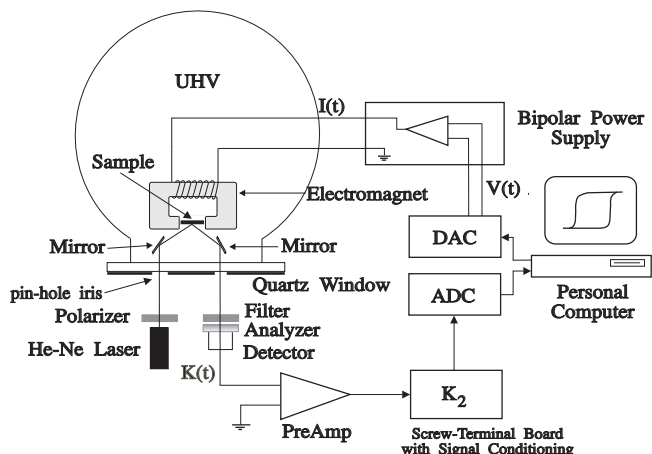 UHV
I(t)
Bipolar Power
Supply
Sample
Electromagnet
V(t)
Mirror
Mirror
DAC
Quartz Window
pin-hole iris
ADC
Personal
Computer
Polarizer
Filter
Analyzer
He-Ne Laser
Detector
K(t)
K2
PreAmp
Screw-Terminal Board
with Signal Conditioning